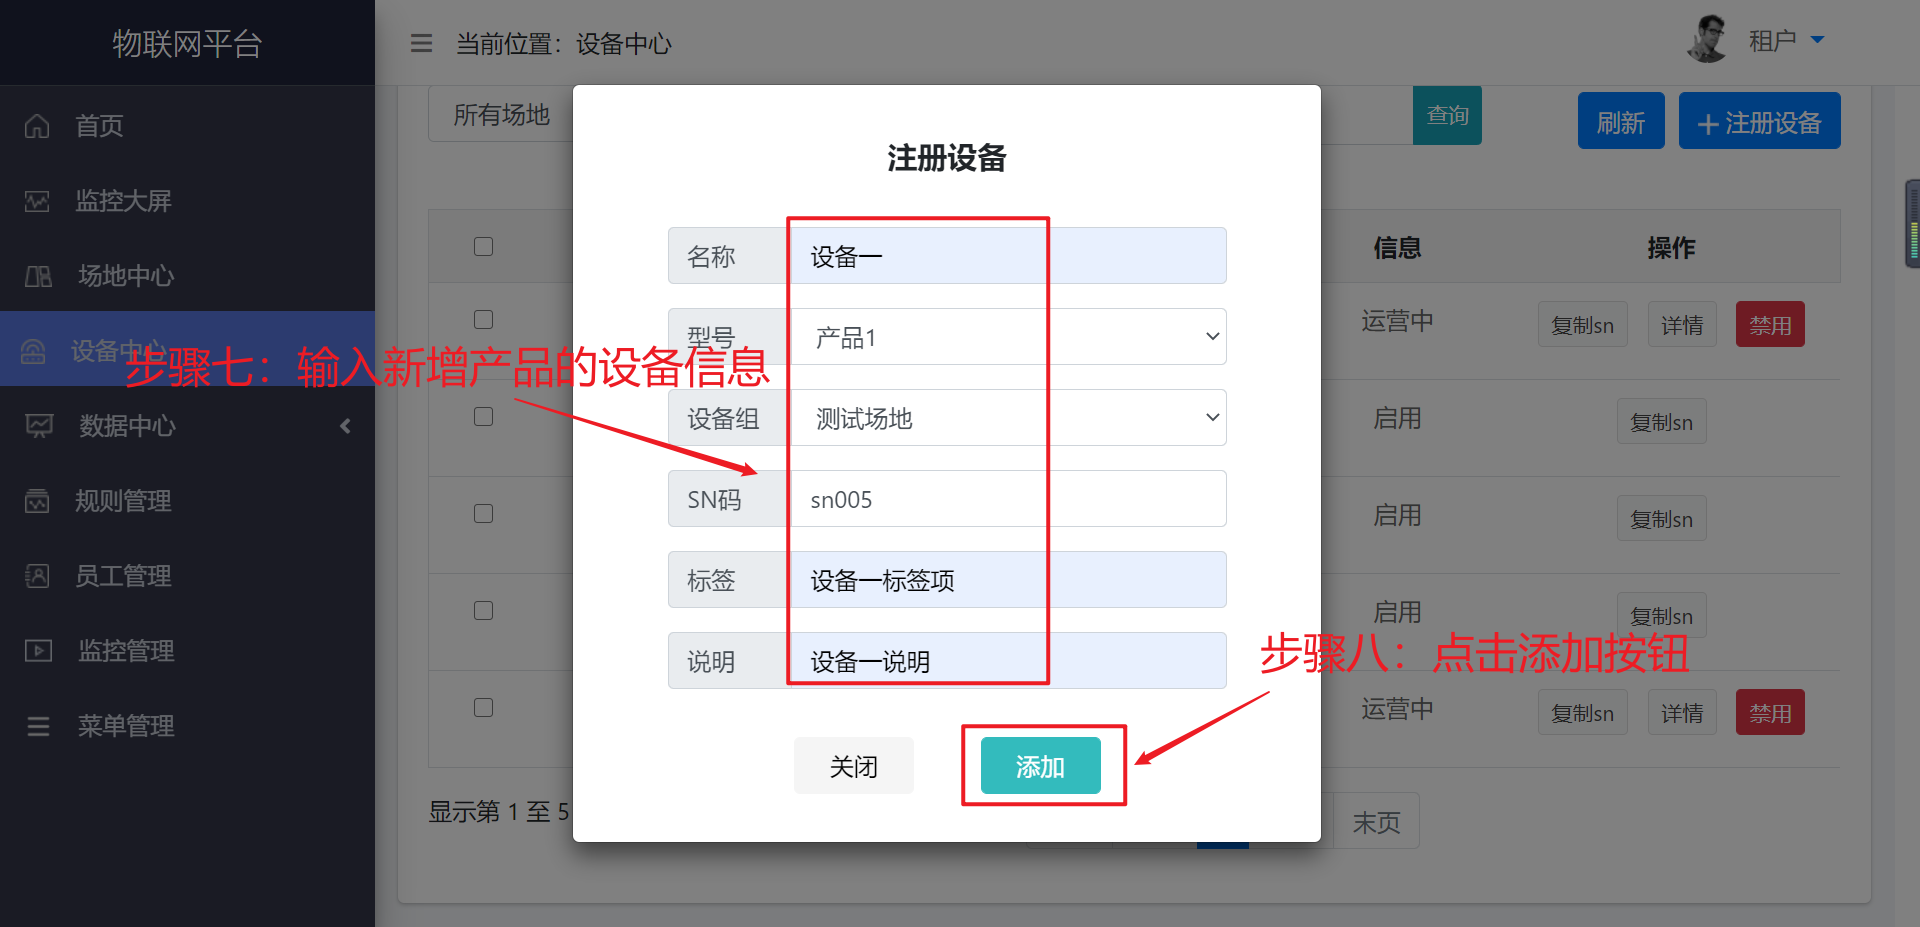 物联网平台
当前位置：设备中心
租户
首页
监控大屏
场地中心
设备中心
数据中心
规则管理
员工管理
监控管理
菜单管理
所有场地
查询
刷新
+ 注册设备
信息
操作
运营中
复制sn
详情
禁用
启用
复制sn
启用
复制sn
启用
复制sn
运营中
复制sn
详情
禁用
显示第 1 至 5
末页
注册设备
名称
设备一
型号
产品1
设备组
测试场地
SN码
sn005
标签
设备一标签项
说明
设备一说明
关闭
添加
步骤七：输入新增产品的设备信息
步骤八：点击添加按钮